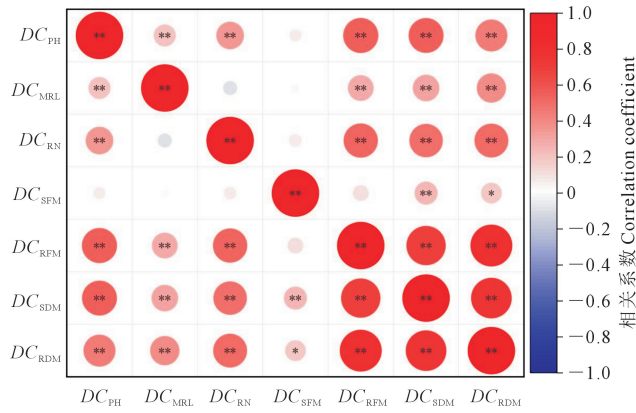 DC_PH ** ** ** ** ** ** 1.0
DC_MRL ** ** ** ** ** 0.8
DC_RN ** ** ** ** ** 0.6
DC_SFM ** ** * 0.4
DC_RFM ** ** ** ** ** ** 0.2
DC_SDM ** ** ** ** ** ** ** 0
DC_RDM ** ** ** * ** ** ** —0.2
—0.4
—0.6
—0.8
—1.0
相关系数 Correlation coefficient
DC_PH DC_MRL DC_RN DC_SFM DC_RFM DC_SDM DC_RDM